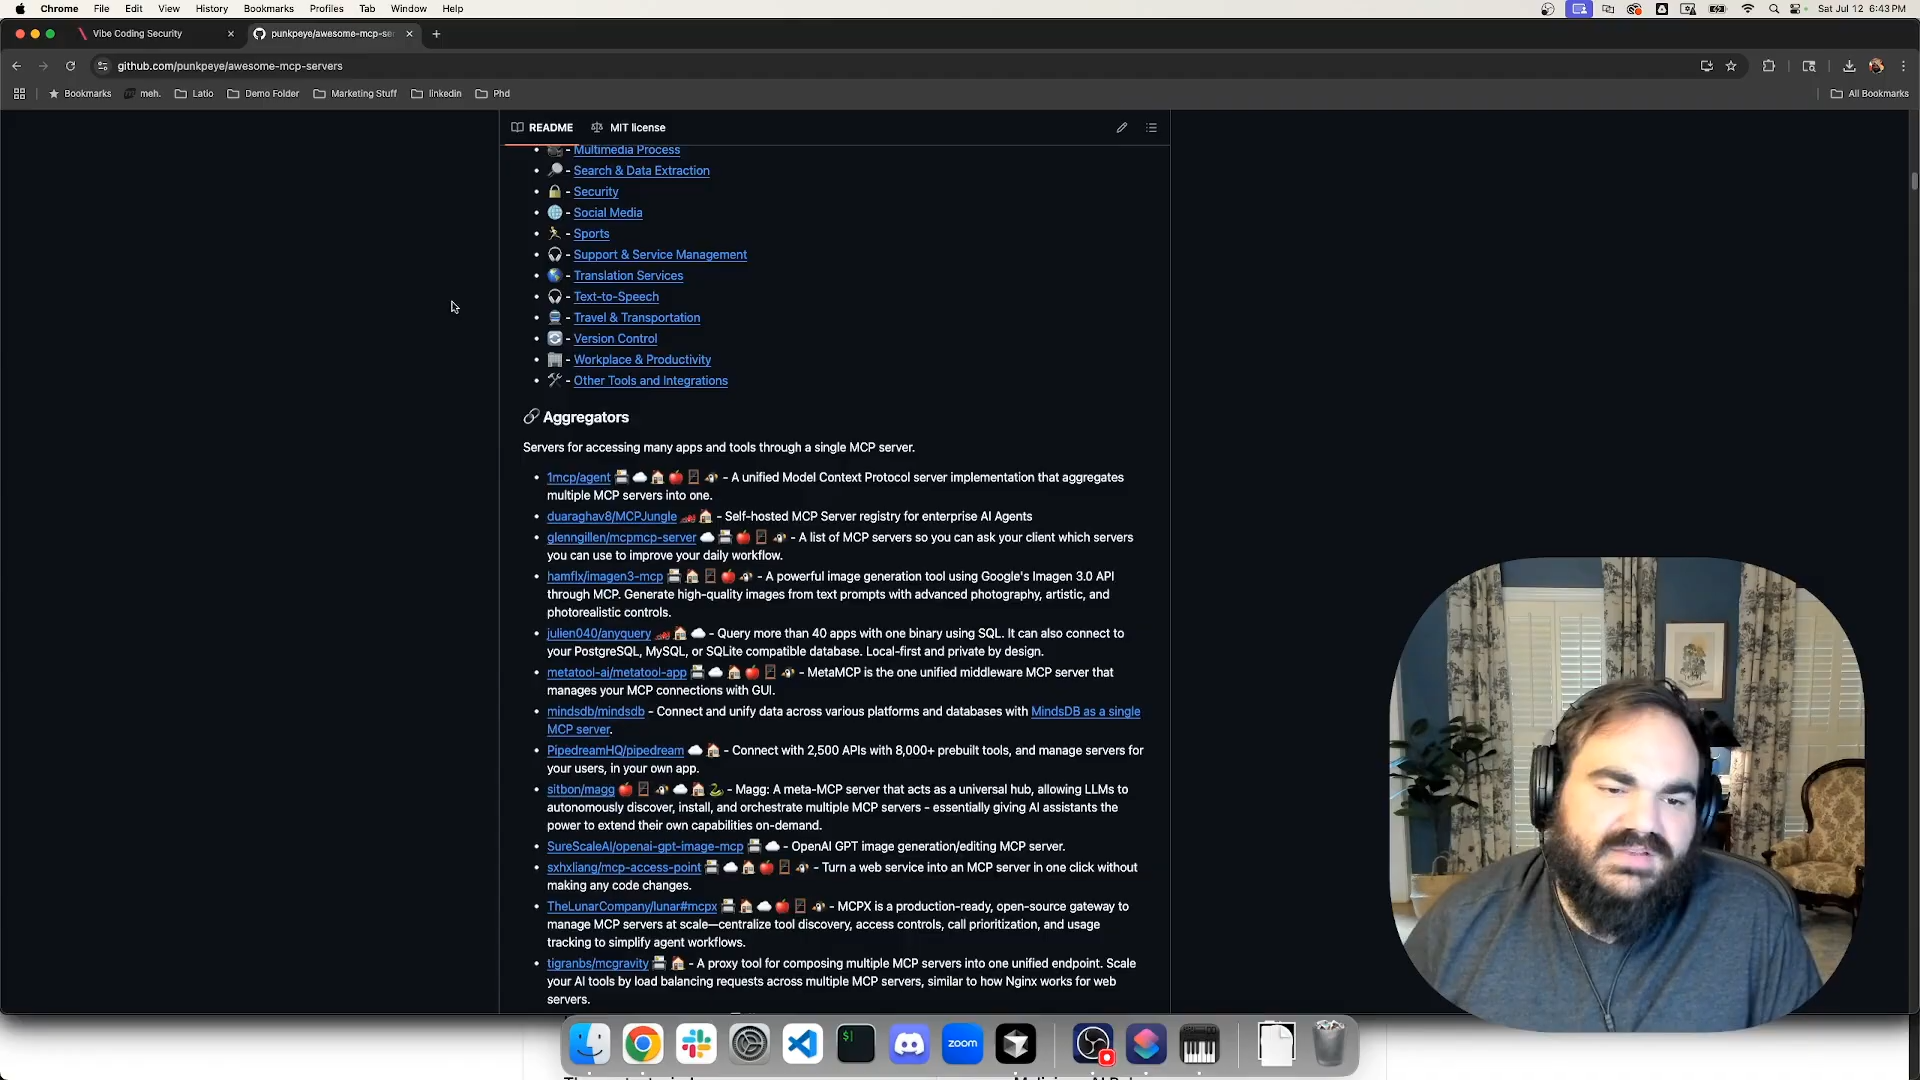 Chrome File Edit View History Bookmarks Profiles Tab Window Help Sat Jul 12 6:43 PM
Vibe Coding Security punkpeye/awesome-mcp-se
github.com/punkpeye/awesome-mcp-servers
Bookmarks meh. Latio Demo Folder Marketing Stuff linkedin Phd All Bookmarks
README MIT license
- Multimedia Process
- Search & Data Extraction
- Security
- Social Media
- Sports
- Support & Service Management
- Translation Services
- Text-to-Speech
- Travel & Transportation
- Version Control
- Workplace & Productivity
- Other Tools and Integrations
Aggregators
Servers for accessing many apps and tools through a single MCP server.
1mcp/agent - A unified Model Context Protocol server implementation that aggregates
multiple MCP servers into one.
duaraghav8/MCPJungle - Self-hosted MCP Server registry for enterprise AI Agents
glenngillen/mcpmcp-server - A list of MCP servers so you can ask your client which servers
you can use to improve your daily workflow.
hamflx/imagen3-mcp - A powerful image generation tool using Google's Imagen 3.0 API
through MCP. Generate high-quality images from text prompts with advanced photography, artistic, and
photorealistic controls.
julien040/anyquery - Query more than 40 apps with one binary using SQL. It can also connect to
your PostgreSQL, MySQL, or SQLite compatible database. Local-first and private by design.
metatool-ai/metatool-app - MetaMCP is the one unified middleware MCP server that
manages your MCP connections with GUI.
mindsdb/mindsdb - Connect and unify data across various platforms and databases with MindsDB as a single
MCP server.
PipedreamHQ/pipedream - Connect with 2,500 APIs with 8,000+ prebuilt tools, and manage servers for
your users, in your own app.
sitbon/magg - Magg: A meta-MCP server that acts as a universal hub, allowing LLMs to
autonomously discover, install, and orchestrate multiple MCP servers - essentially giving AI assistants the
power to extend their own capabilities on-demand.
SureScaleAI/openai-gpt-image-mcp - OpenAI GPT image generation/editing MCP server.
sxhxliang/mcp-access-point - Turn a web service into an MCP server in one click without
making any code changes.
TheLunarCompany/lunar#mcpx - MCPX is a production-ready, open-source gateway to
manage MCP servers at scale—centralize tool discovery, access controls, call prioritization, and usage
tracking to simplify agent workflows.
tigranbs/mcgravity - A proxy tool for composing multiple MCP servers into one unified endpoint. Scale
your AI tools by load balancing requests across multiple MCP servers, similar to how Nginx works for web
servers.
zoom